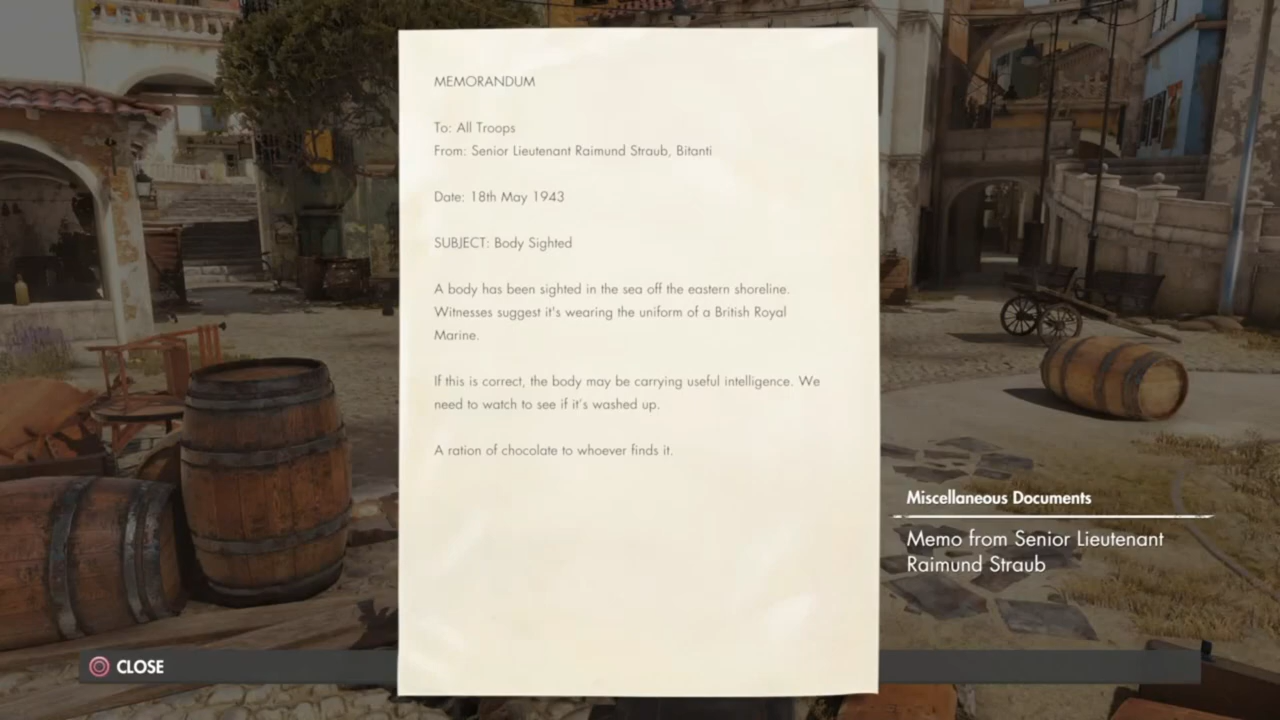 MEMORANDUM
To: All Troops
From: Senior Lieutenant Raimund Straub, Bitanti
Date: 18th May 1943
SUBJECT: Body Sighted
A body has been sighted in the sea off the eastern shoreline.
Witnesses suggest it's wearing the uniform of a British Royal
Marine.
If this is correct, the body may be carrying useful intelligence. We
need to watch to see if it's washed up.
A ration of chocolate to whoever finds it.
Miscellaneous Documents
Memo from Senior Lieutenant
Raimund Straub
CLOSE